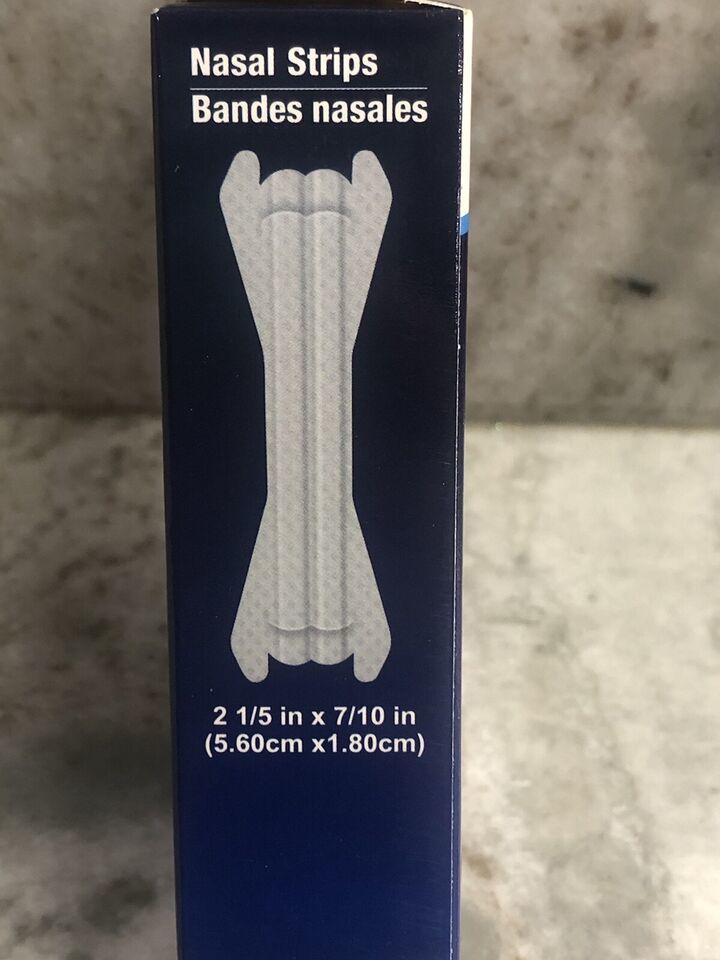 Nasal Strips
Bandes nasales
2 1/5 in x 7/10 in
(5.60cm x1.80cm)